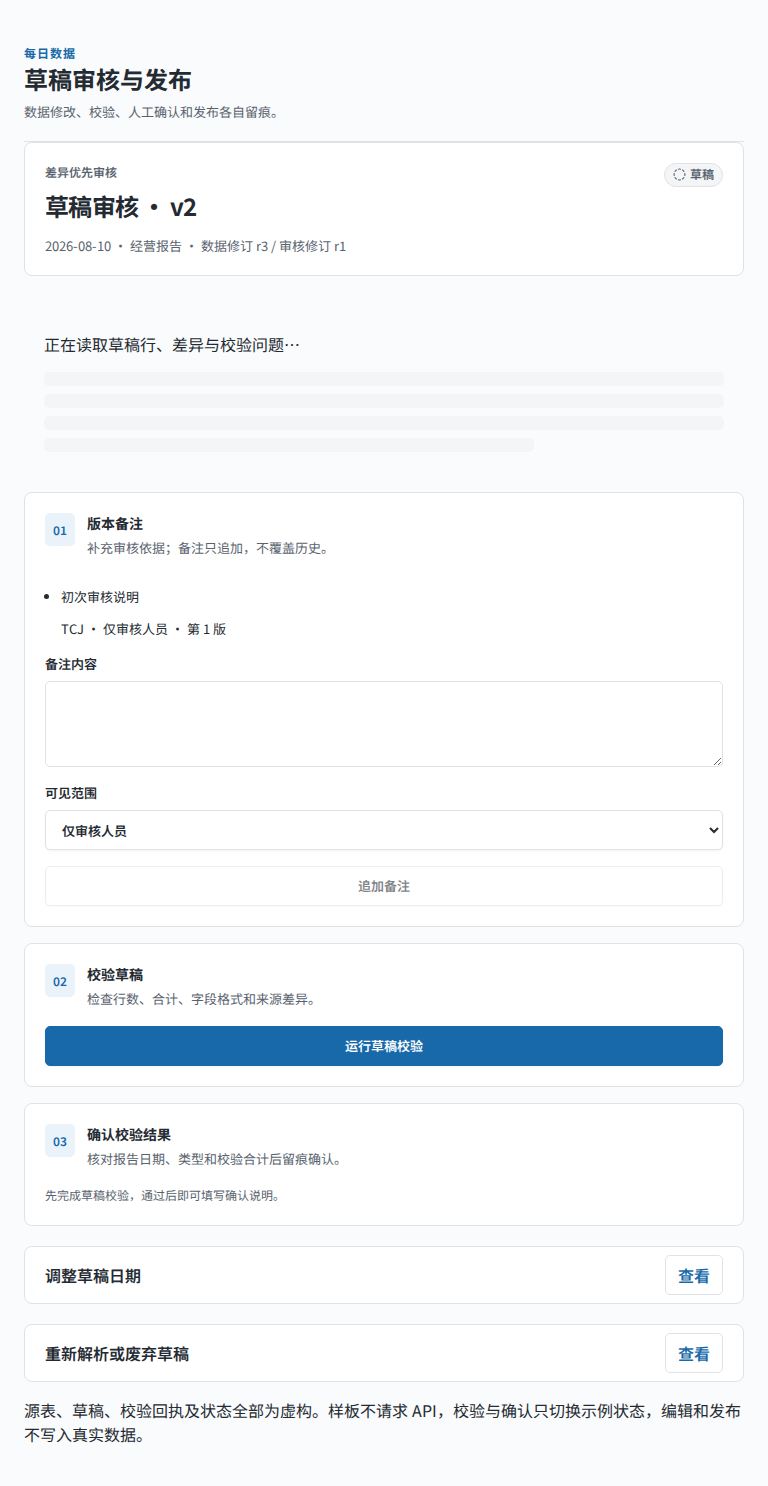 每日数据
草稿审核与发布
数据修改、校验、人工确认和发布各自留痕。
差异优先审核
草稿
草稿审核 · v2
2026-08-10 · 经营报告 · 数据修订 r3 / 审核修订 r1
正在读取草稿行、差异与校验问题…
01
版本备注
补充审核依据；备注只追加，不覆盖历史。
初次审核说明
TCJ · 仅审核人员 · 第 1 版
备注内容
可见范围
仅审核人员
追加备注
02
校验草稿
检查行数、合计、字段格式和来源差异。
运行草稿校验
03
确认校验结果
核对报告日期、类型和校验合计后留痕确认。
先完成草稿校验，通过后即可填写确认说明。
调整草稿日期
查看
重新解析或废弃草稿
查看
源表、草稿、校验回执及状态全部为虚构。样板不请求 API，校验与确认只切换示例状态，编辑和发布
不写入真实数据。